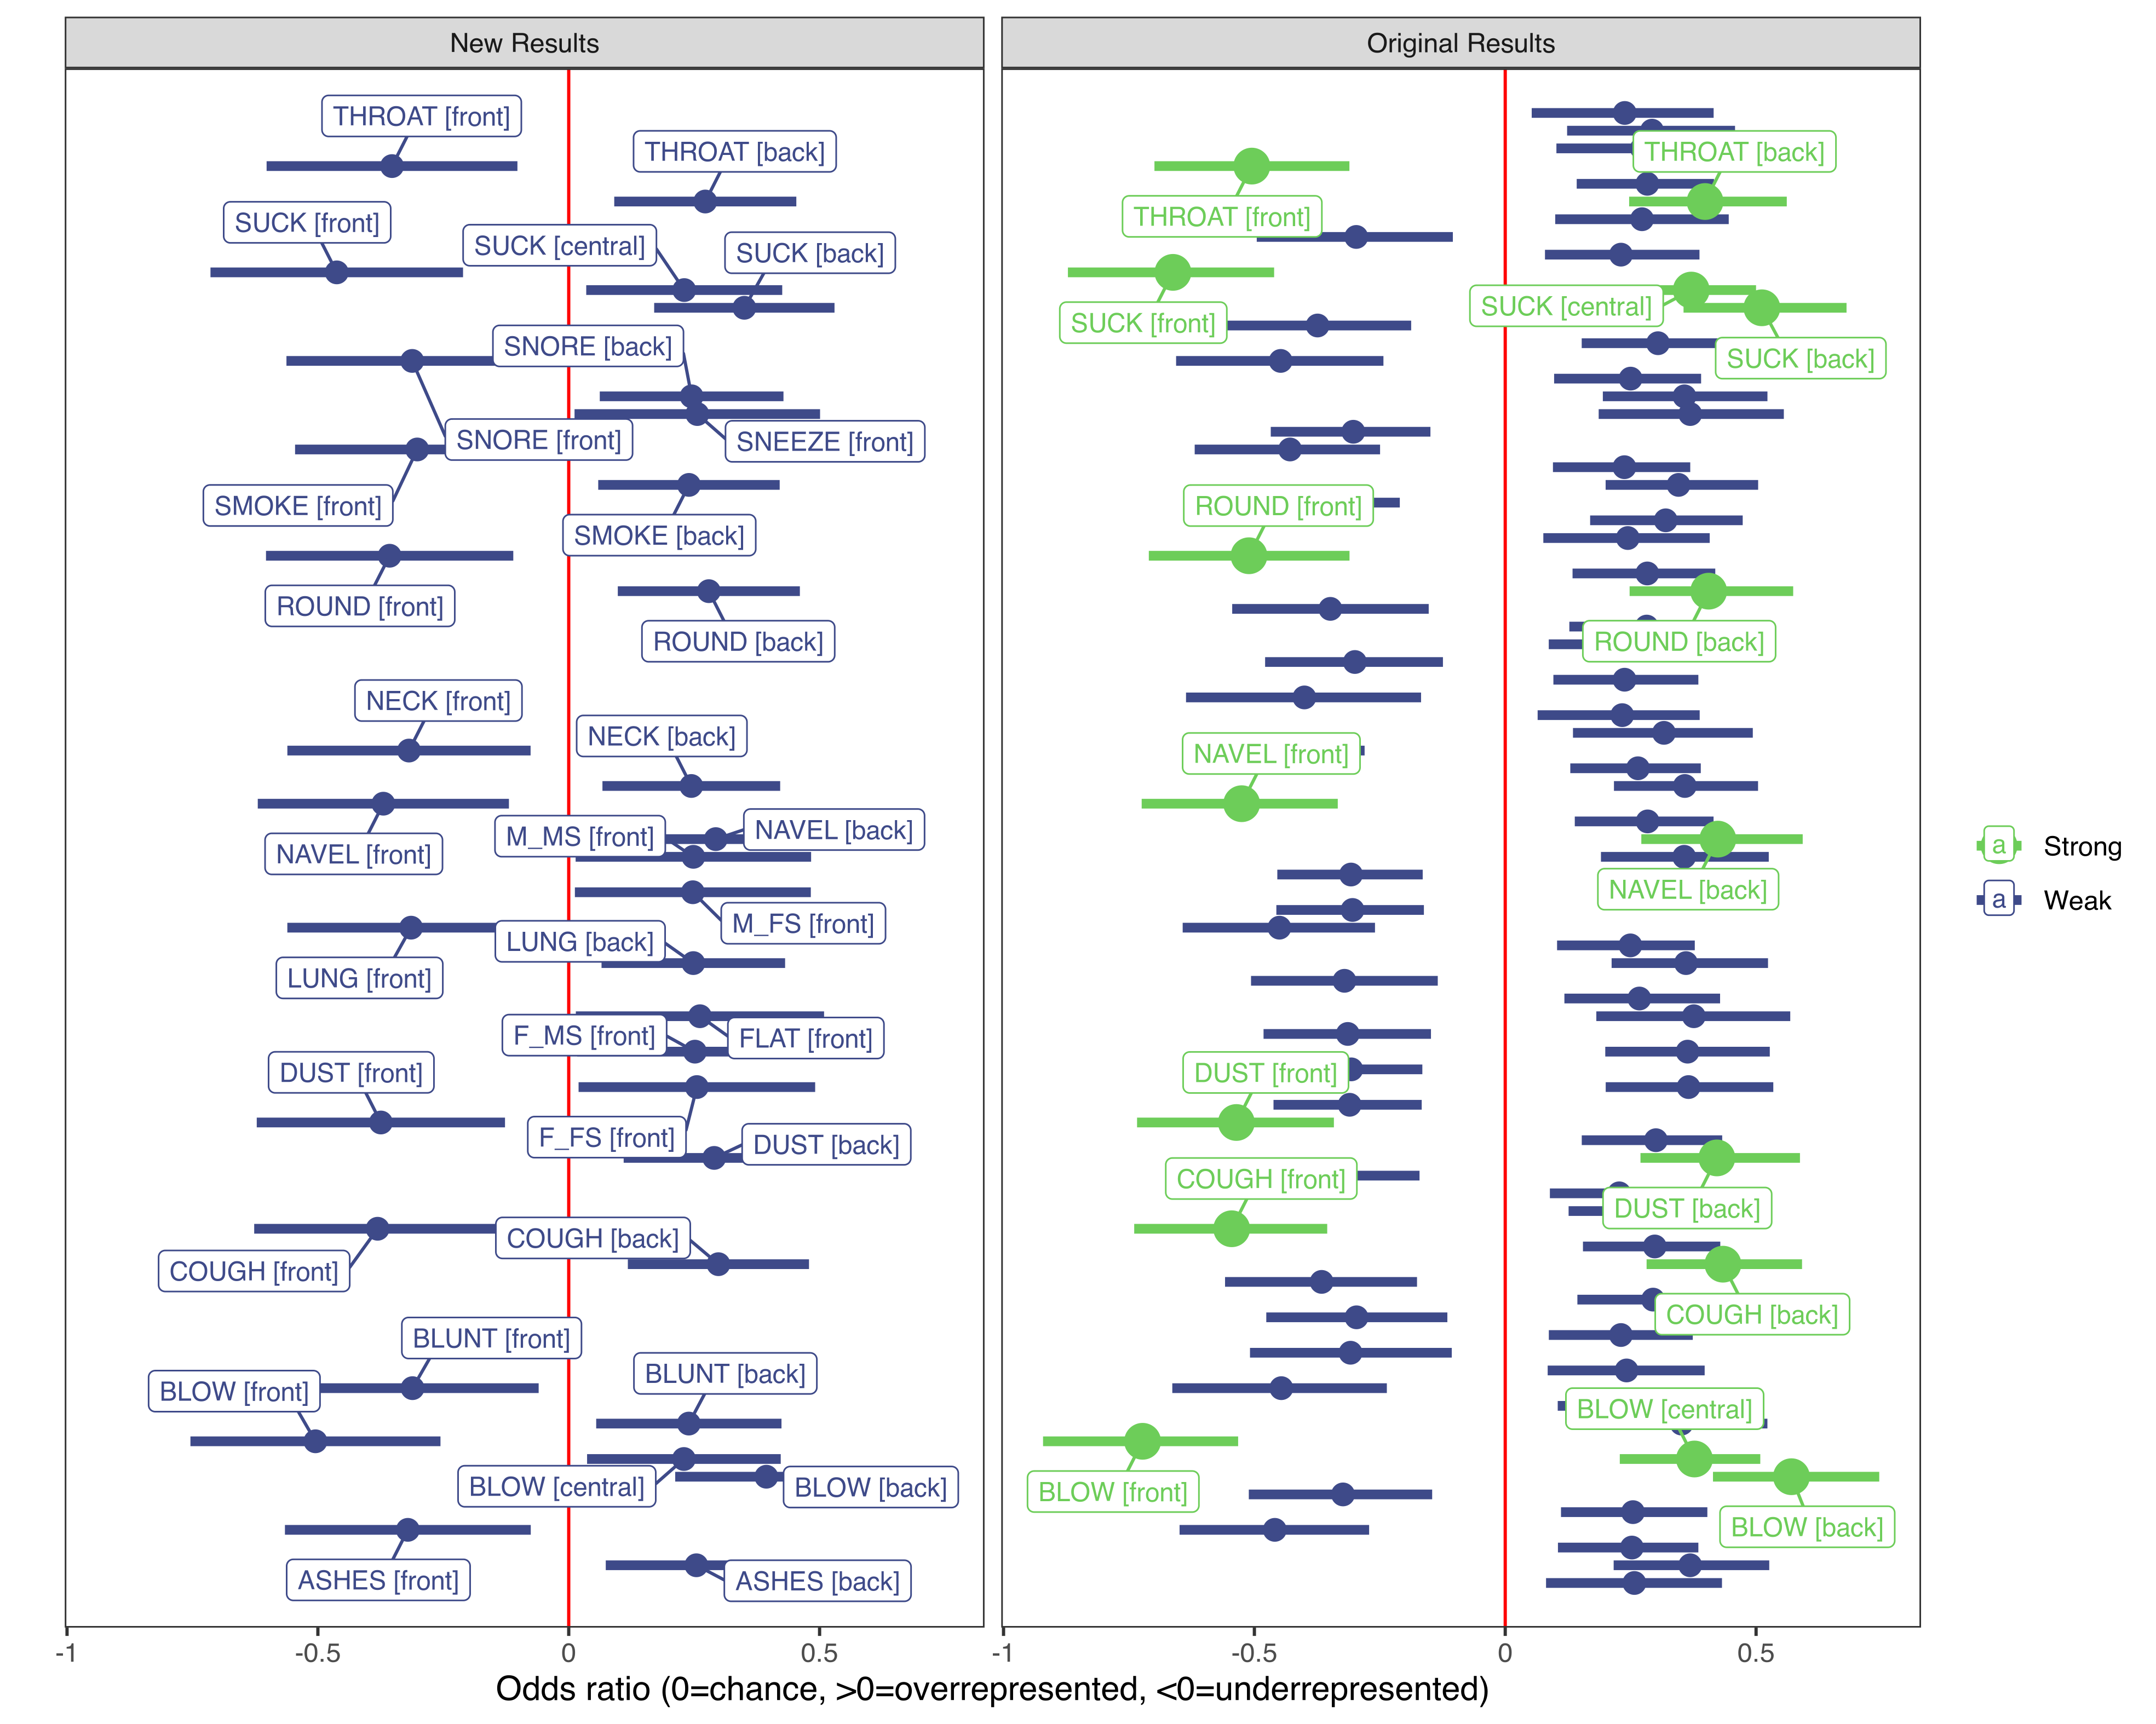 New Results
Original Results
THROAT [front]
THROAT [back]
SUCK [front]
SUCK [central]
SUCK [back]
SNORE [back]
SNORE [front]
SNEEZE [front]
SMOKE [front]
SMOKE [back]
ROUND [front]
ROUND [back]
NECK [front]
NECK [back]
M_MS [front]
NAVEL [back]
NAVEL [front]
M_FS [front]
LUNG [back]
LUNG [front]
F_MS [front]
FLAT [front]
DUST [front]
F_FS [front]
DUST [back]
COUGH [back]
COUGH [front]
BLUNT [front]
BLOW [front]
BLUNT [back]
BLOW [central]
BLOW [back]
ASHES [front]
ASHES [back]
THROAT [back]
THROAT [front]
SUCK [central]
SUCK [front]
SUCK [back]
ROUND [front]
ROUND [back]
NAVEL [front]
NAVEL [back]
DUST [front]
COUGH [front]
DUST [back]
COUGH [back]
BLOW [central]
BLOW [front]
BLOW [back]
a Strong
a Weak
-1 -0.5 0 0.5
-1 -0.5 0 0.5
Odds ratio (0=chance, >0=overrepresented, <0=underrepresented)